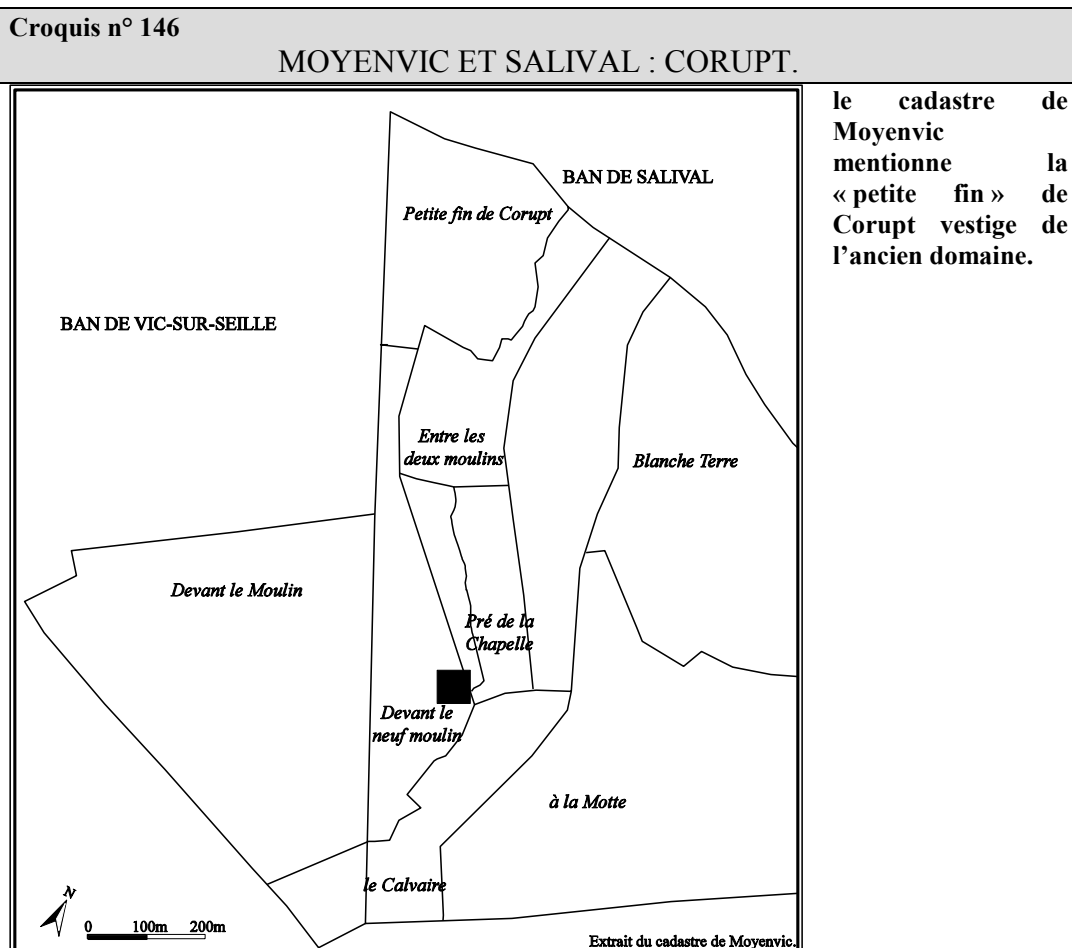 Croquis n° 146
MOYENVIC ET SALIVAL : CORUPT.
le cadastre de
Moyenvic
mentionne la
« petite fin » de
Corupt vestige de
l’ancien domaine.
BAN DE SALIVAL
Petite fin de Corupt
BAN DE VIC-SUR-SEILLE
Entre les
deux moulins
Blanche Terre
Devant le Moulin
Pré de la
Chapelle
Devant le
neuf moulin
à la Motte
le Calvaire
N
0 100m 200m
Extrait du cadastre de Moyenvic.